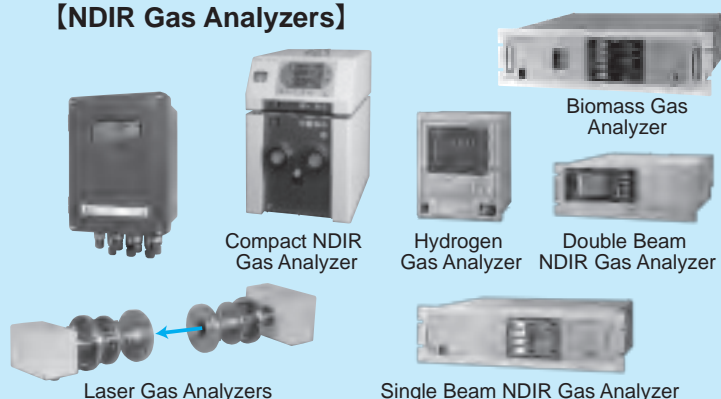 【NDIR Gas Analyzers】
Biomass Gas
Analyzer
Compact NDIR
Gas Analyzer
Hydrogen
Gas Analyzer
Double Beam
NDIR Gas Analyzer
Laser Gas Analyzers
Single Beam NDIR Gas Analyzer